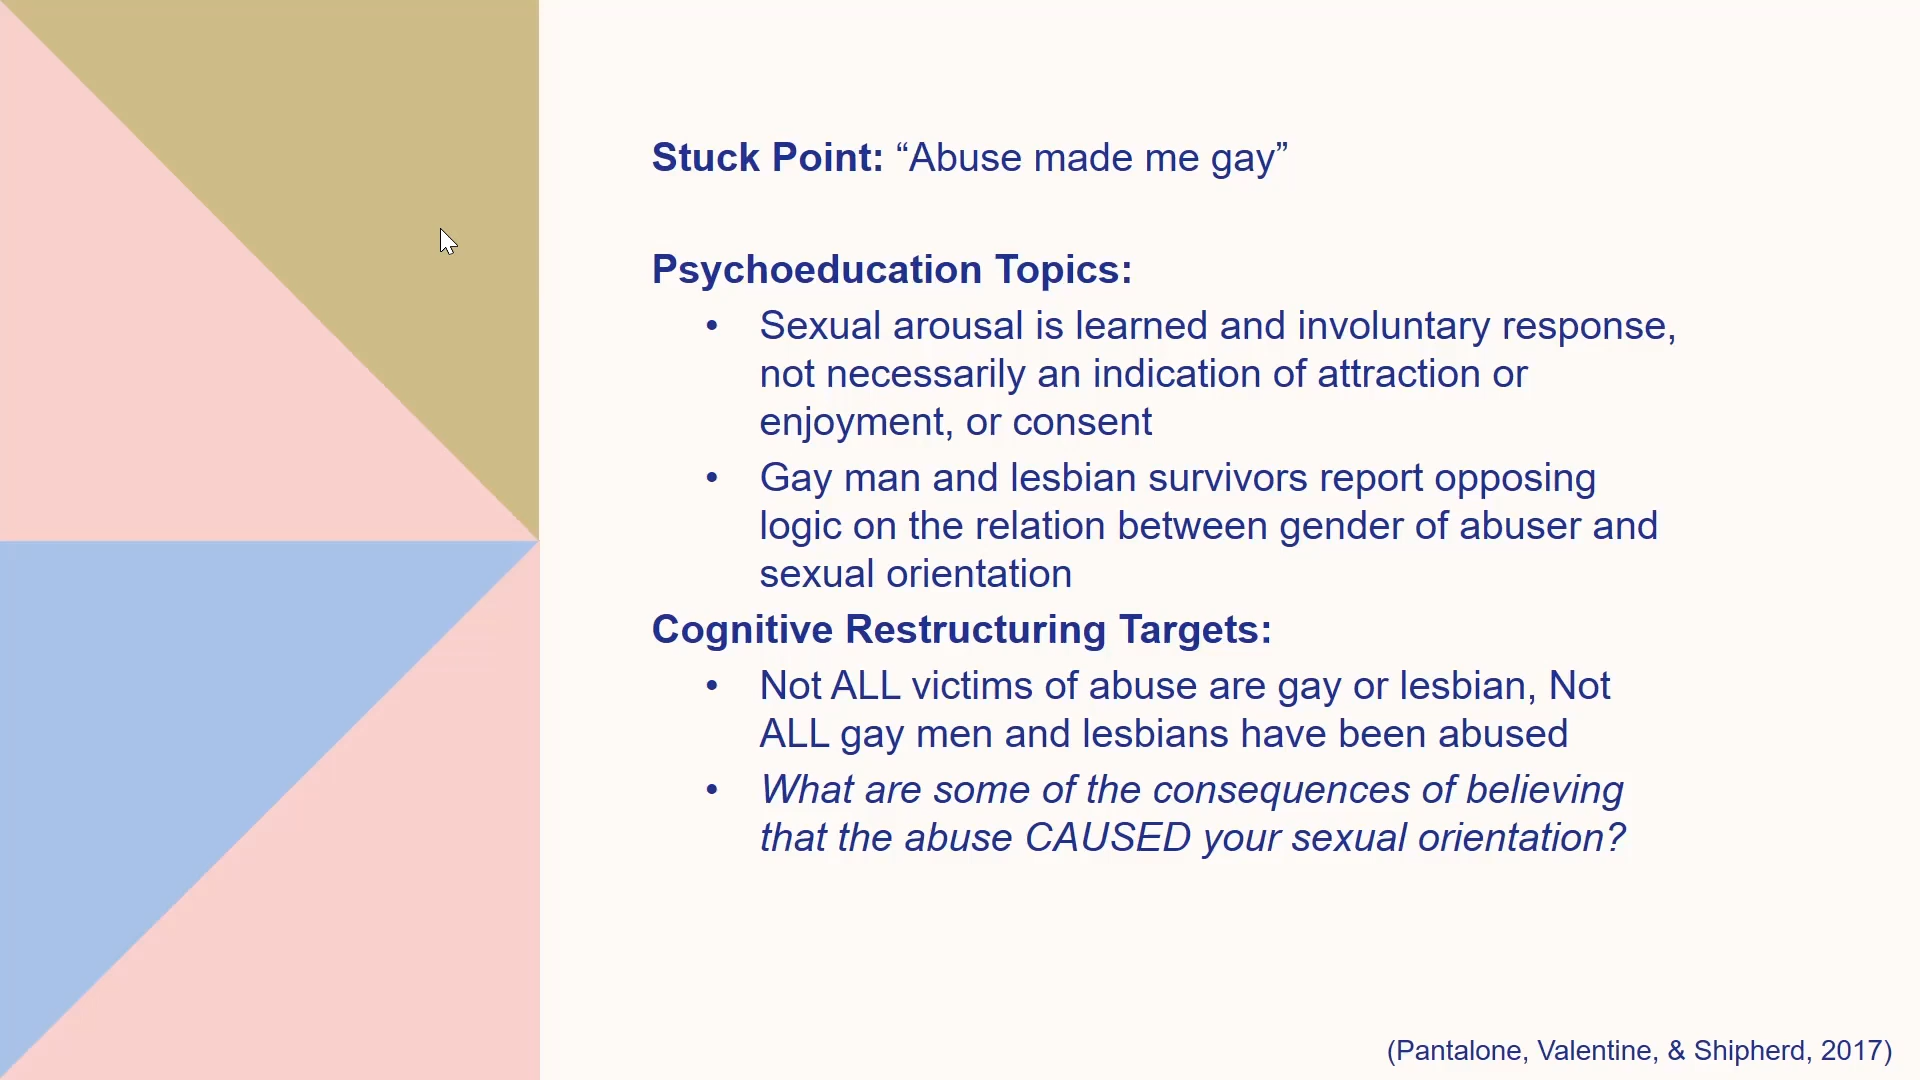 Stuck Point: “Abuse made me gay”
Psychoeducation Topics:
• Sexual arousal is learned and involuntary response,
not necessarily an indication of attraction or
enjoyment, or consent
• Gay man and lesbian survivors report opposing
logic on the relation between gender of abuser and
sexual orientation
Cognitive Restructuring Targets:
• Not ALL victims of abuse are gay or lesbian, Not
ALL gay men and lesbians have been abused
• What are some of the consequences of believing
that the abuse CAUSED your sexual orientation?
(Pantalone, Valentine, & Shipherd, 2017)